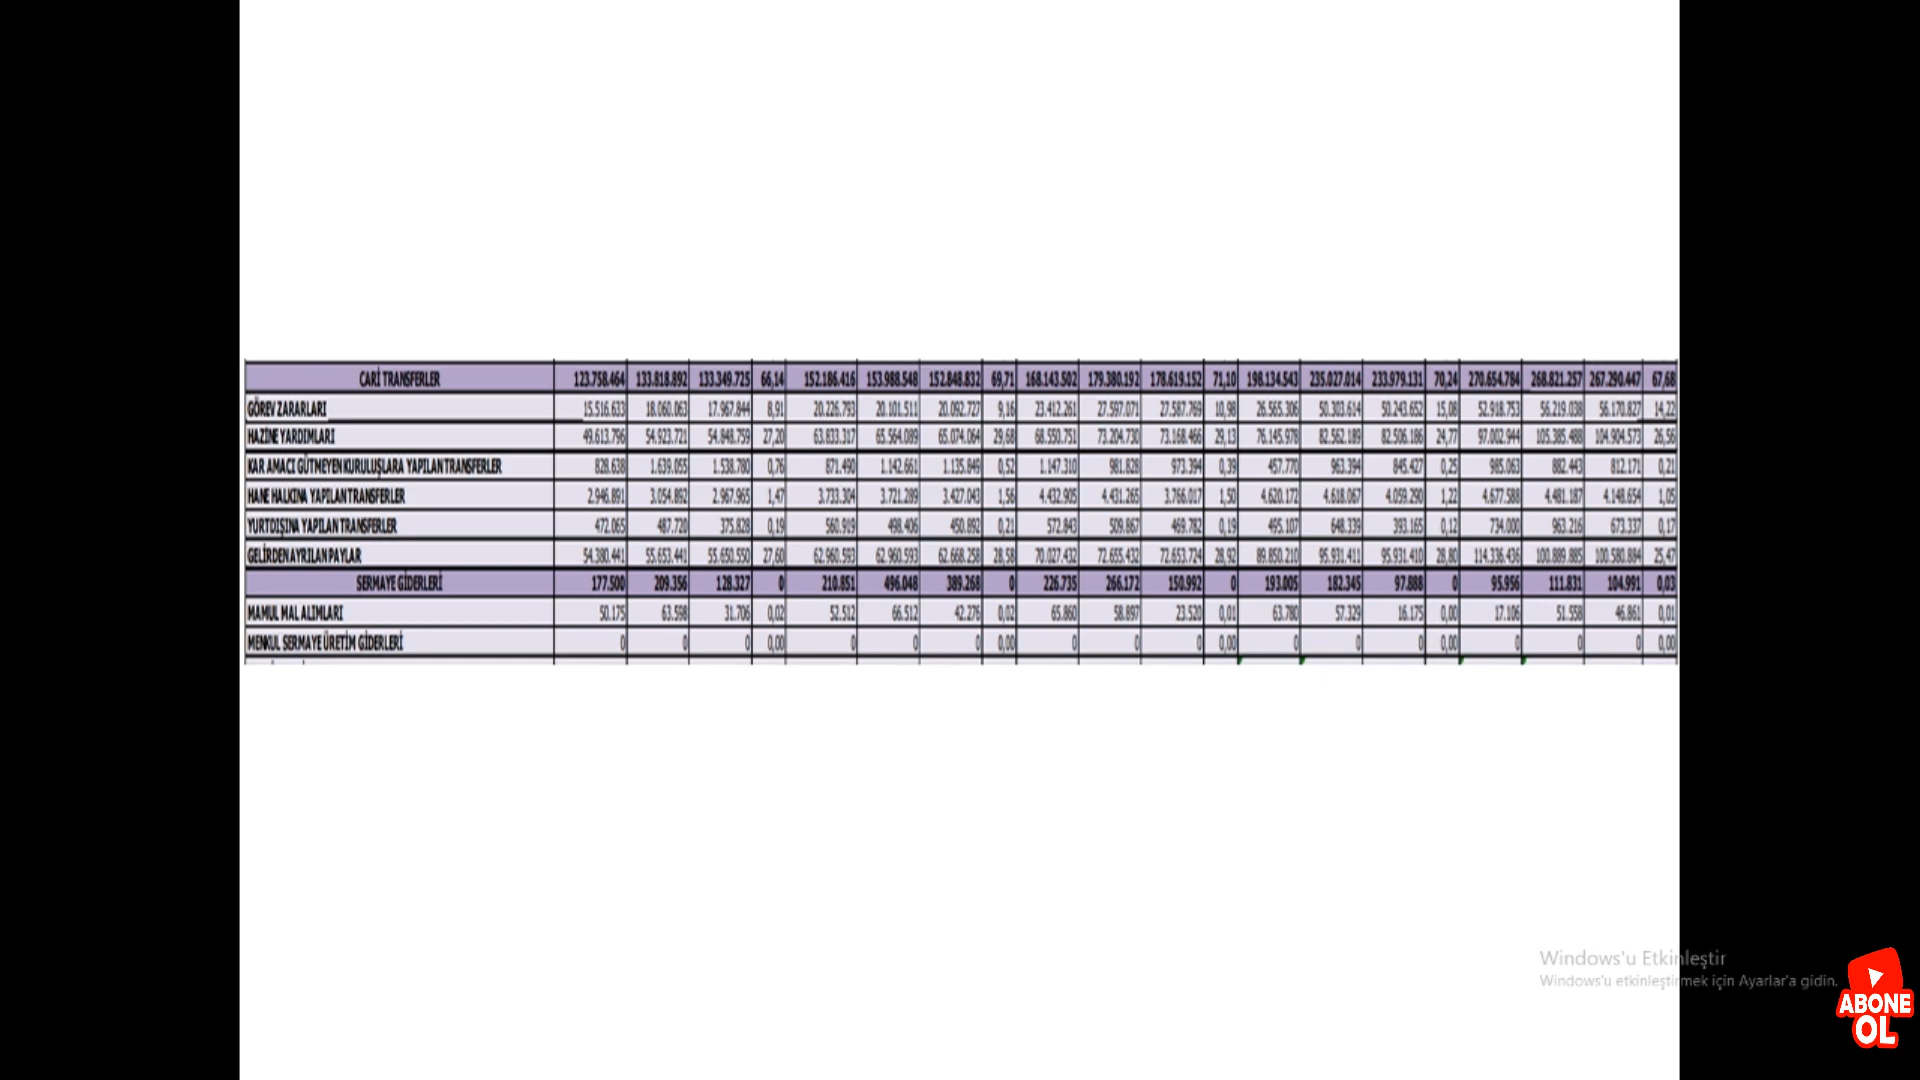 CARİ TRANSFERLER 123.758.464 133.818.892 133.349.725 66,14 152.186.416 153.988.548 152.848.832 69,71 168.143.502 179.380.192 178.619.152 71,10 198.134.543 235.027.014 233.979.131 70,24 270.654.784 268.821.257 267.290.447 67,68
GÖREV ZARARLARI 15.516.633 18.060.063 17.967.844 8,91 20.226.793 20.101.511 20.092.727 9,16 23.412.261 27.597.071 27.587.769 10,98 26.565.306 50.303.614 50.243.652 15,08 52.918.753 56.219.038 56.170.827 14,22
HAZİNE YARDIMLARI 49.613.796 54.923.721 54.848.759 27,20 63.833.317 65.564.089 65.074.064 29,68 68.550.751 73.204.730 73.168.466 29,13 76.145.978 82.562.189 82.506.186 24,77 97.002.944 105.385.488 104.904.573 26,56
KAR AMACI GÜTMEYEN KURULUŞLARA YAPILAN TRANSFERLER 828.638 1.639.055 1.538.780 0,76 871.490 1.142.661 1.135.849 0,52 1.147.310 981.828 973.394 0,39 457.770 963.394 845.427 0,25 985.063 882.443 812.171 0,21
HANE HALKINA YAPILAN TRANSFERLER 2.946.891 3.054.892 2.967.965 1,47 3.733.304 3.721.289 3.427.043 1,56 4.432.905 4.431.265 3.766.017 1,50 4.620.172 4.618.067 4.059.290 1,22 4.677.588 4.481.187 4.148.654 1,05
YURTDIŞINA YAPILAN TRANSFERLER 472.065 487.720 375.828 0,19 560.919 498.406 450.892 0,21 572.843 509.867 469.782 0,19 495.107 648.339 393.165 0,12 734.000 963.216 673.337 0,17
GELİRDEN AYRILAN PAYLAR 54.380.441 55.653.441 55.650.550 27,60 62.960.593 62.960.593 62.668.258 28,58 70.027.432 72.655.432 72.653.724 28,92 89.850.210 95.931.411 95.931.410 28,80 114.336.436 100.889.885 100.580.884 25,47
SERMAYE GİDERLERİ 177.500 209.356 128.327 0 210.851 496.048 389.268 0 226.735 266.172 150.992 0 193.005 182.345 97.888 0 95.956 111.831 104.991 0,03
MAMUL MAL ALIMLARI 50.175 63.598 31.706 0,02 52.512 66.512 42.276 0,02 65.860 58.897 23.520 0,01 63.780 57.329 16.175 0,00 17.106 51.558 46.861 0,01
MENKUL SERMAYE ÜRETİM GİDERLERİ 0 0 0 0,00 0 0 0 0,00 0 0 0 0,00 0 0 0 0,00 0 0 0 0,00
Windows'u Etkinleştir
Windows'u etkinleştirmek için Ayarlar'a gidin.
ABONE
OL